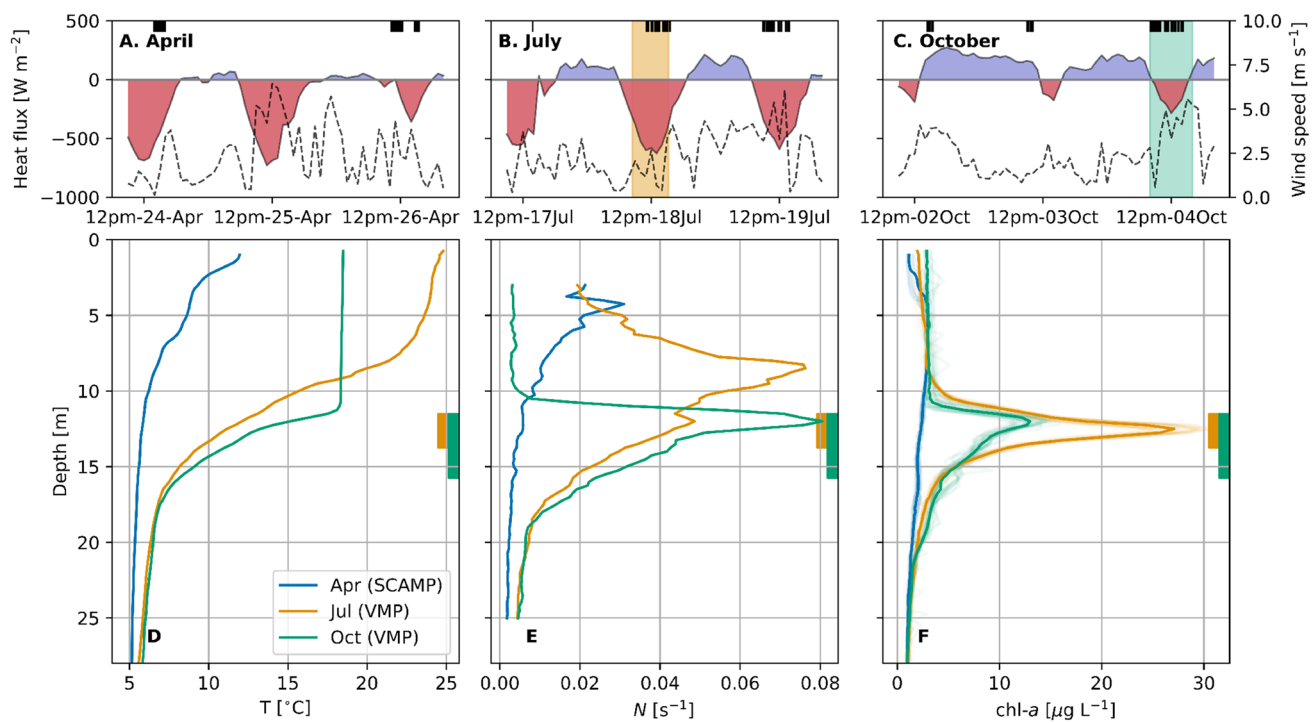 Heat flux [W m⁻²]
500
0
−500
−1000
A. April
12pm-24-Apr
12pm-25-Apr
12pm-26-Apr
B. July
12pm-17Jul
12pm-18Jul
12pm-19Jul
C. October
12pm-02Oct
12pm-03Oct
12pm-04Oct
10.0
7.5
5.0
2.5
0.0
Wind speed [m s⁻¹]
Depth [m]
0
5
10
15
20
25
Apr (SCAMP)
Jul (VMP)
Oct (VMP)
D
5
10
15
20
25
T [°C]
E
0.00
0.02
0.04
0.06
0.08
N [s⁻¹]
F
0
10
20
30
chl-a [μg L⁻¹]